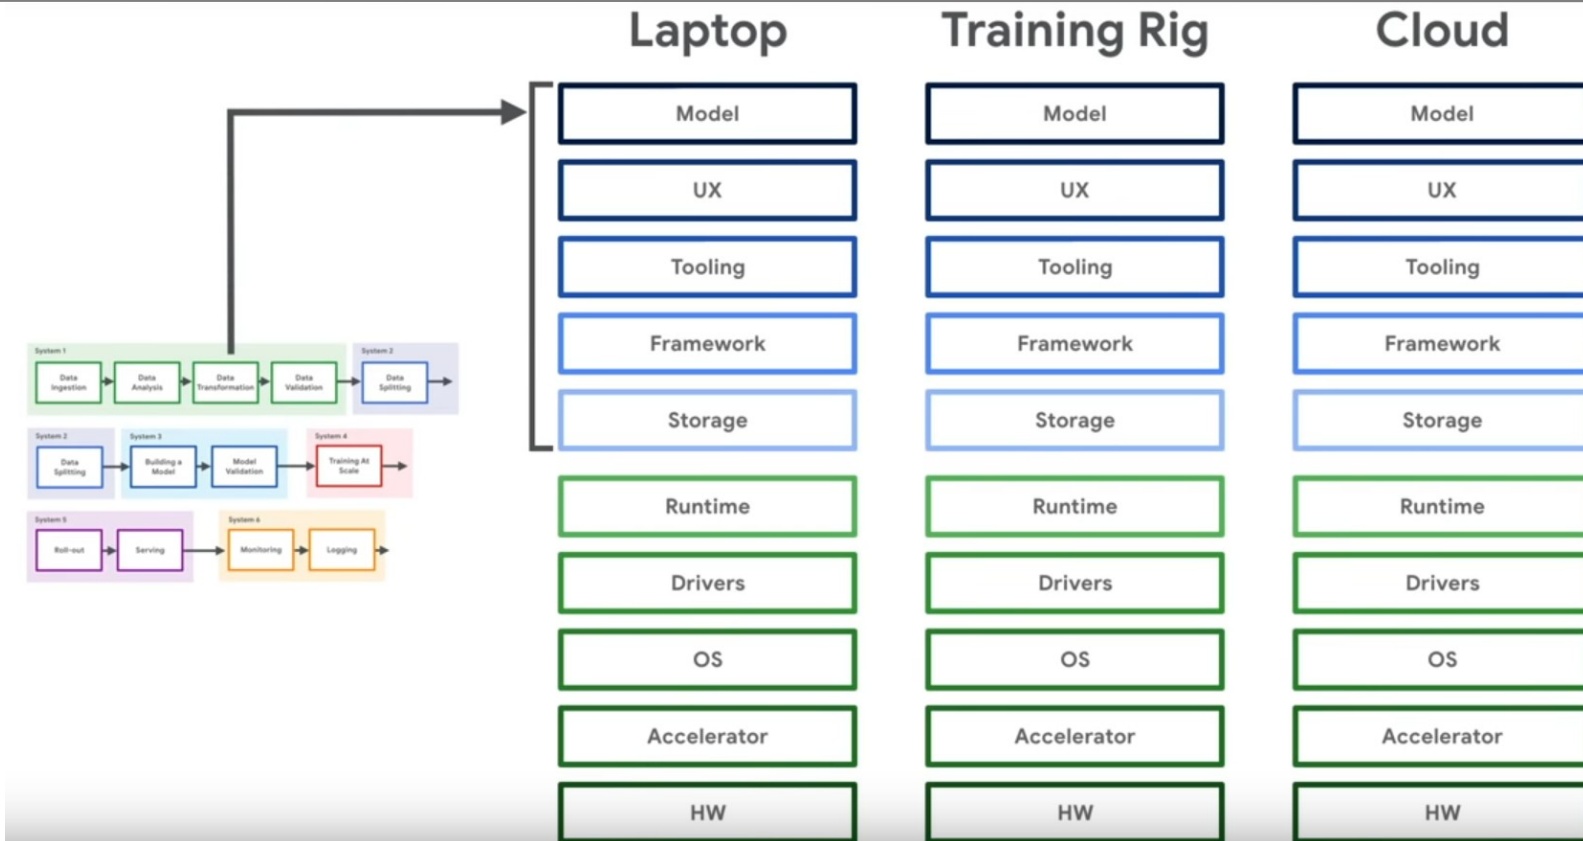 Laptop Training Rig Cloud
Model Model Model
UX UX UX
Tooling Tooling Tooling
Framework Framework Framework
Storage Storage Storage
Runtime Runtime Runtime
Drivers Drivers Drivers
OS OS OS
Accelerator Accelerator Accelerator
HW HW HW
System 1
Data
Ingestion
Data
Analysis
Data
Transformation
Data
Validation
System 2
Data
Splitting
System 2
Data
Splitting
System 3
Building a
Model
Model
Validation
System 4
Training At
Scale
System 5
Roll-out
Serving
System 6
Monitoring
Logging